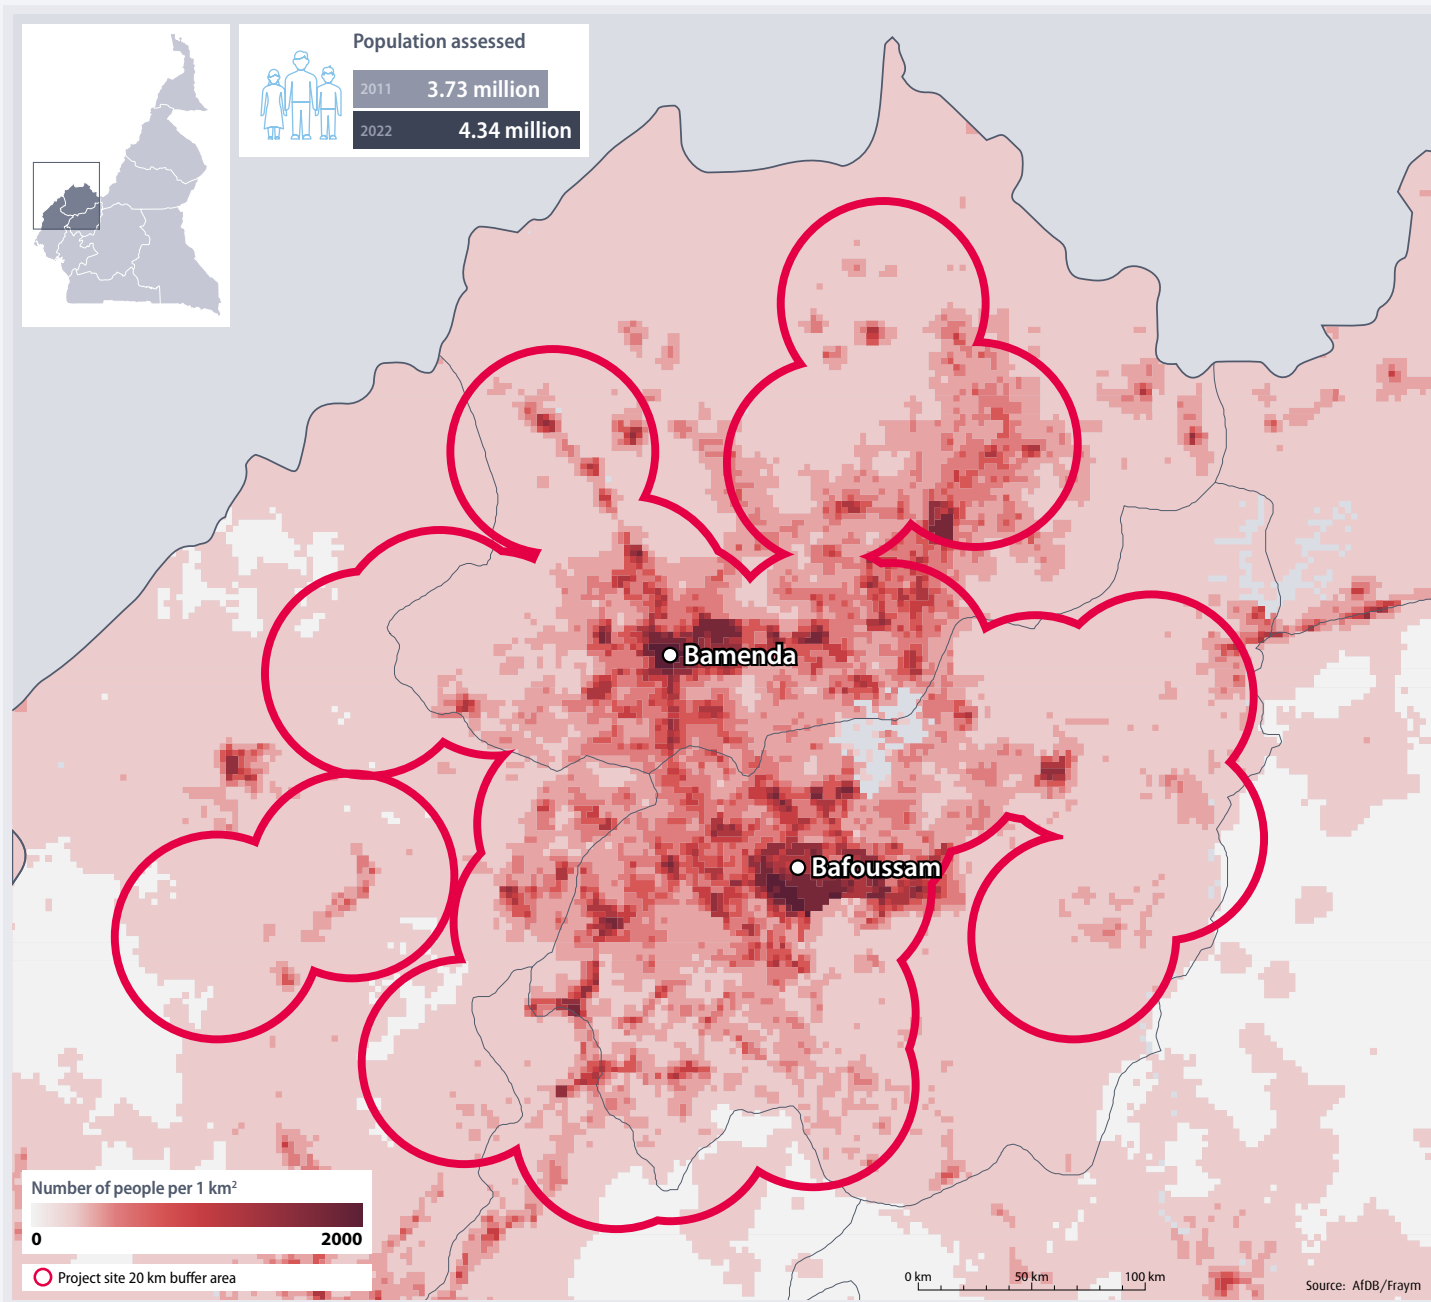 Population assessed
2011 3.73 million
2022 4.34 million
Bamenda
Bafoussam
Number of people per 1 km²
0 2000
Project site 20 km buffer area
0 km 50 km 100 km
Source: AfDB/Fraym